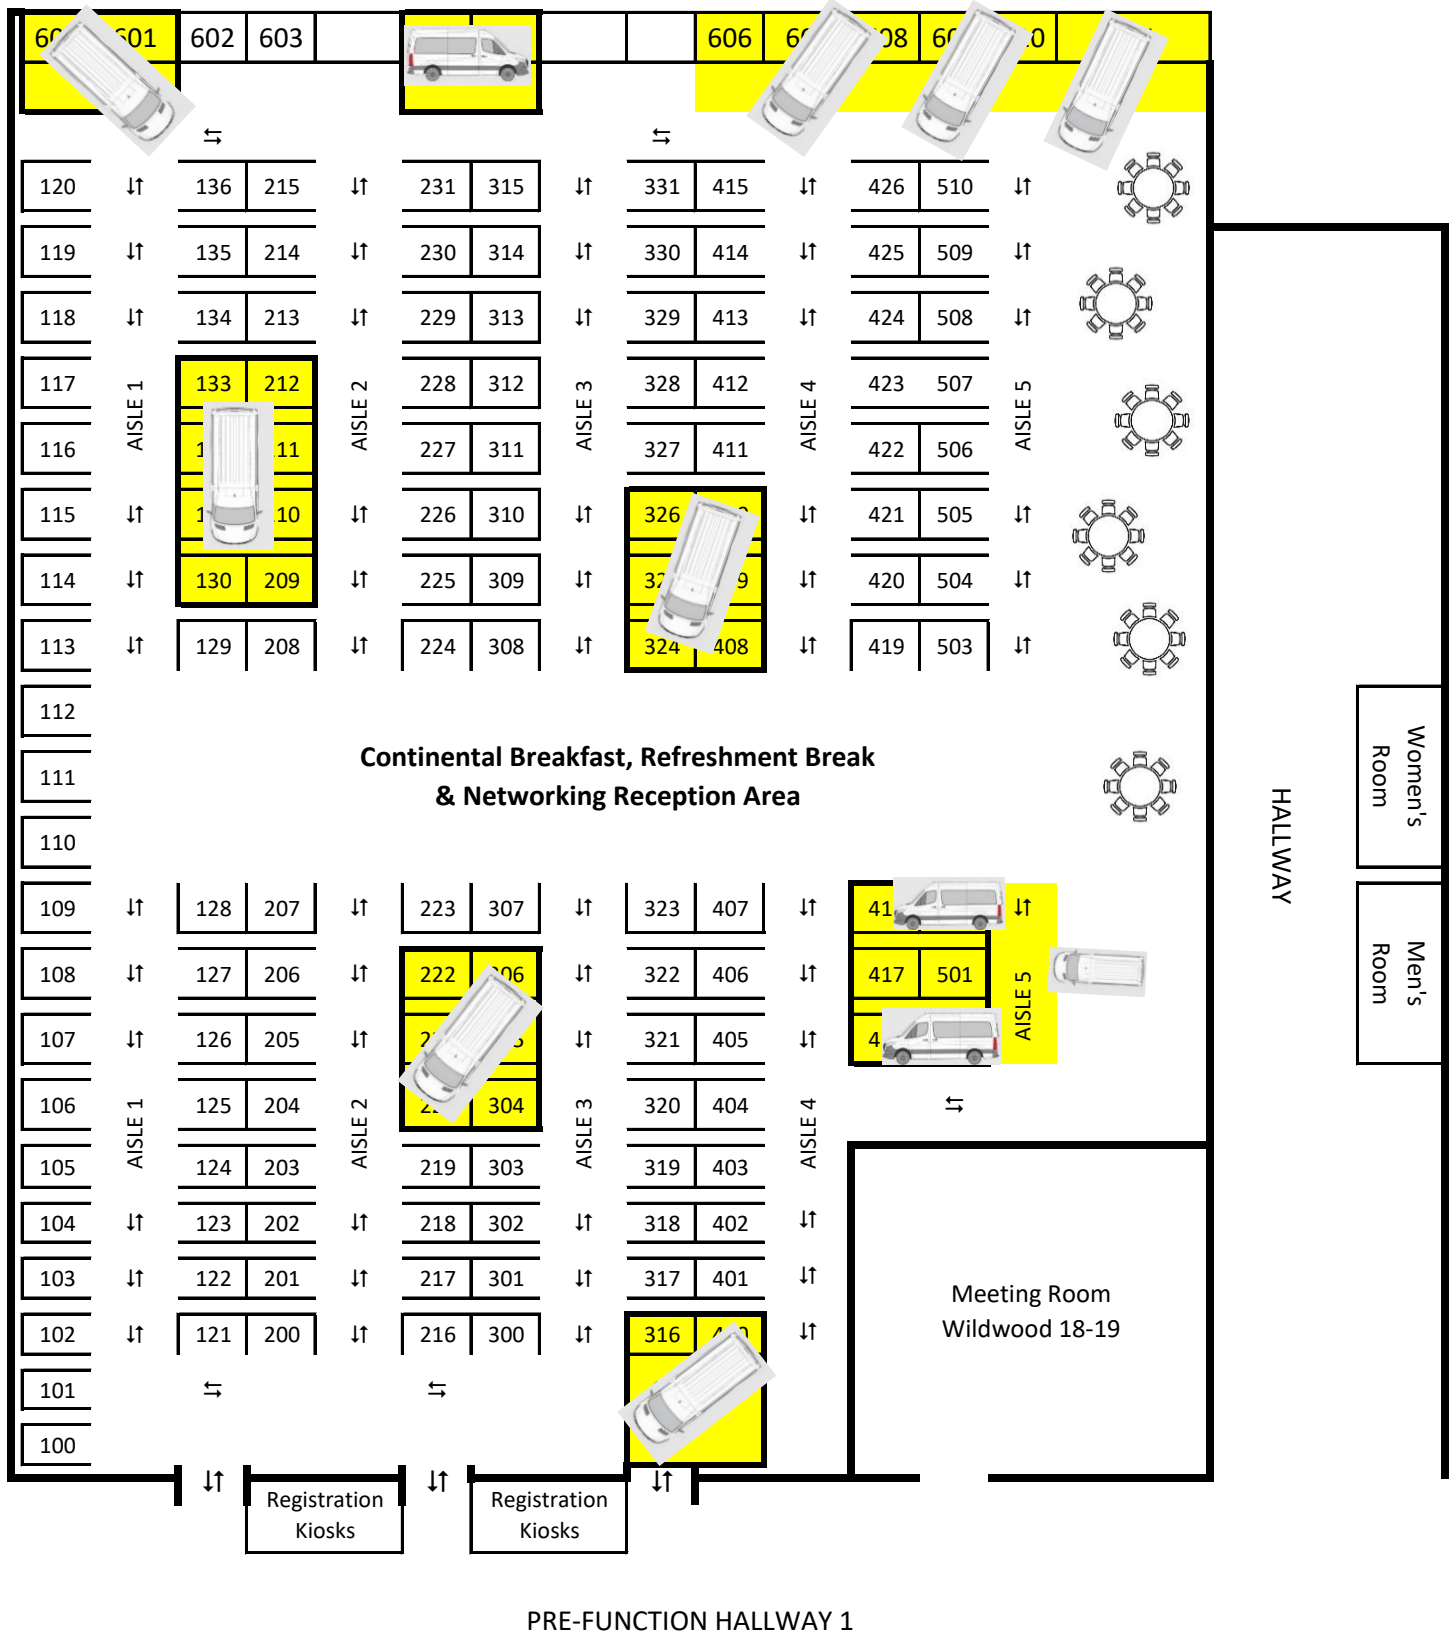 601 602 603 606
120 136 215 231 315 331 415 426 510
119 135 214 230 314 330 414 425 509
118 134 213 229 313 329 413 424 508
117 133 212 228 312 328 412 423 507
AISLE 1 AISLE 2 AISLE 3 AISLE 4 AISLE 5
116 227 311 327 411 422 506
115 226 310 326 421 505
114 130 209 225 309 420 504
113 129 208 224 308 324 408 419 503
112
111
110
Continental Breakfast, Refreshment Break
& Networking Reception Area
HALLWAY
Women's
Room
Men's
Room
109 128 207 223 307 323 407
108 127 206 222 322 406 417 501
107 126 205 321 405
AISLE 5
106 125 204 304 320 404
AISLE 1 AISLE 2 AISLE 3 AISLE 4
105 124 203 219 303 319 403
104 123 202 218 302 318 402
103 122 201 217 301 317 401
102 121 200 216 300 316
101
100
Meeting Room
Wildwood 18-19
Registration
Kiosks
Registration
Kiosks
PRE-FUNCTION HALLWAY 1